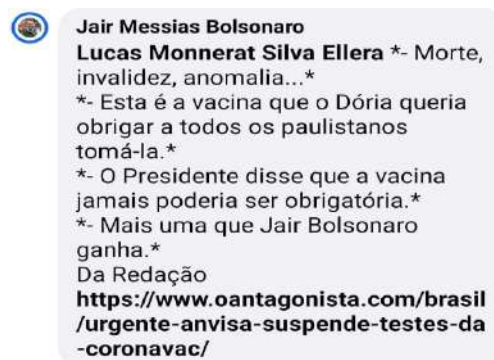 Jair Messias Bolsonaro
Lucas Monnerat Silva Ellera *- Morte,
invalidez, anomalia...*
*- Esta é a vacina que o Dória queria
obrigar a todos os paulistanos
tomá-la.*
*- O Presidente disse que a vacina
jamais poderia ser obrigatória.*
*- Mais uma que Jair Bolsonaro
ganha.*
Da Redação
https://www.oantagonista.com/brasil
/urgente-anvisa-suspende-testes-da
-coronavac/